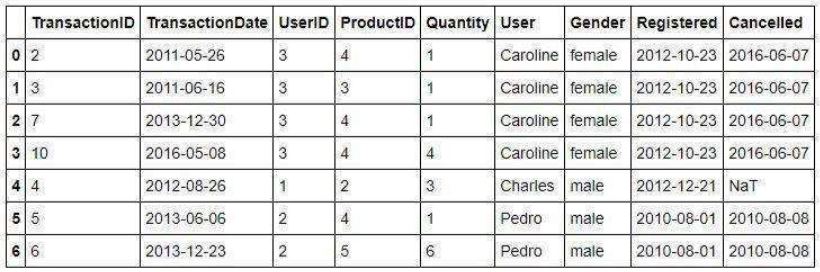 TransactionID TransactionDate UserID ProductID Quantity User Gender Registered Cancelled
0 2 2011-05-26 3 4 1 Caroline female 2012-10-23 2016-06-07
1 3 2011-06-16 3 3 1 Caroline female 2012-10-23 2016-06-07
2 7 2013-12-30 3 4 1 Caroline female 2012-10-23 2016-06-07
3 10 2016-05-08 3 4 4 Caroline female 2012-10-23 2016-06-07
4 4 2012-08-26 1 2 3 Charles male 2012-12-21 NaT
5 5 2013-06-06 2 4 1 Pedro male 2010-08-01 2010-08-08
6 6 2013-12-23 2 5 6 Pedro male 2010-08-01 2010-08-08